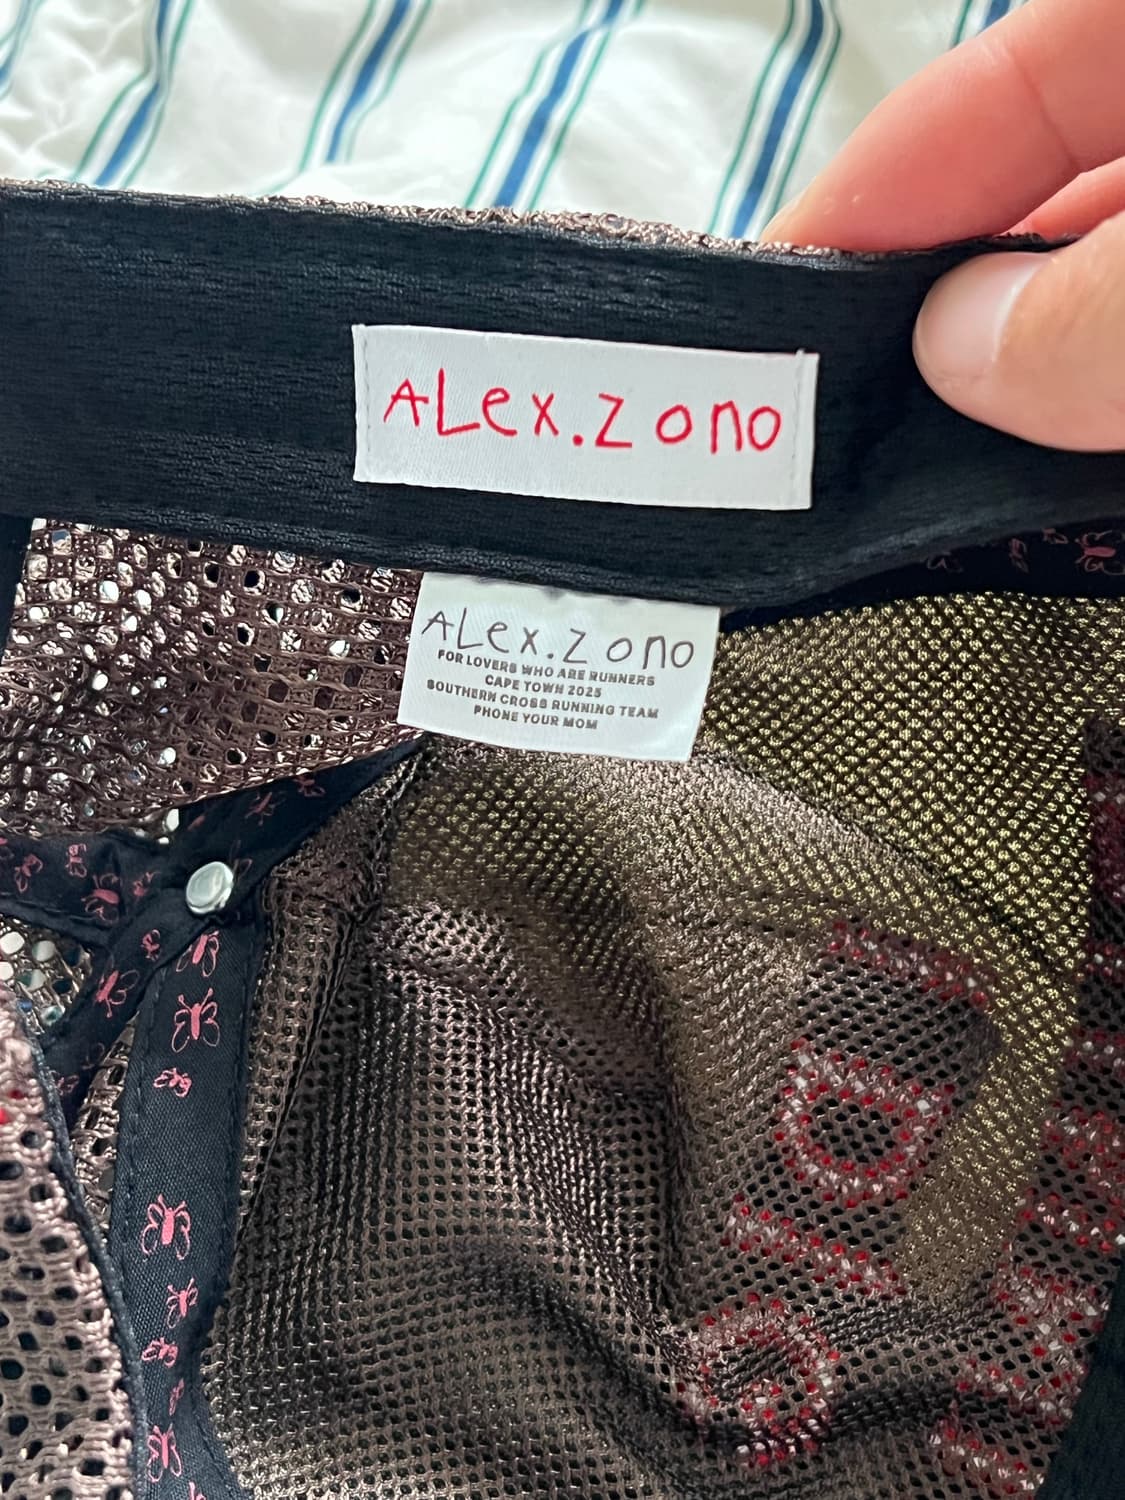 ALex.Zono
ALex.Zono
FOR LOVERS WHO ARE RUNNERS
CAPE TOWN 2025
SOUTHERN CROSS RUNNING TEAM
PHONE YOUR MOM